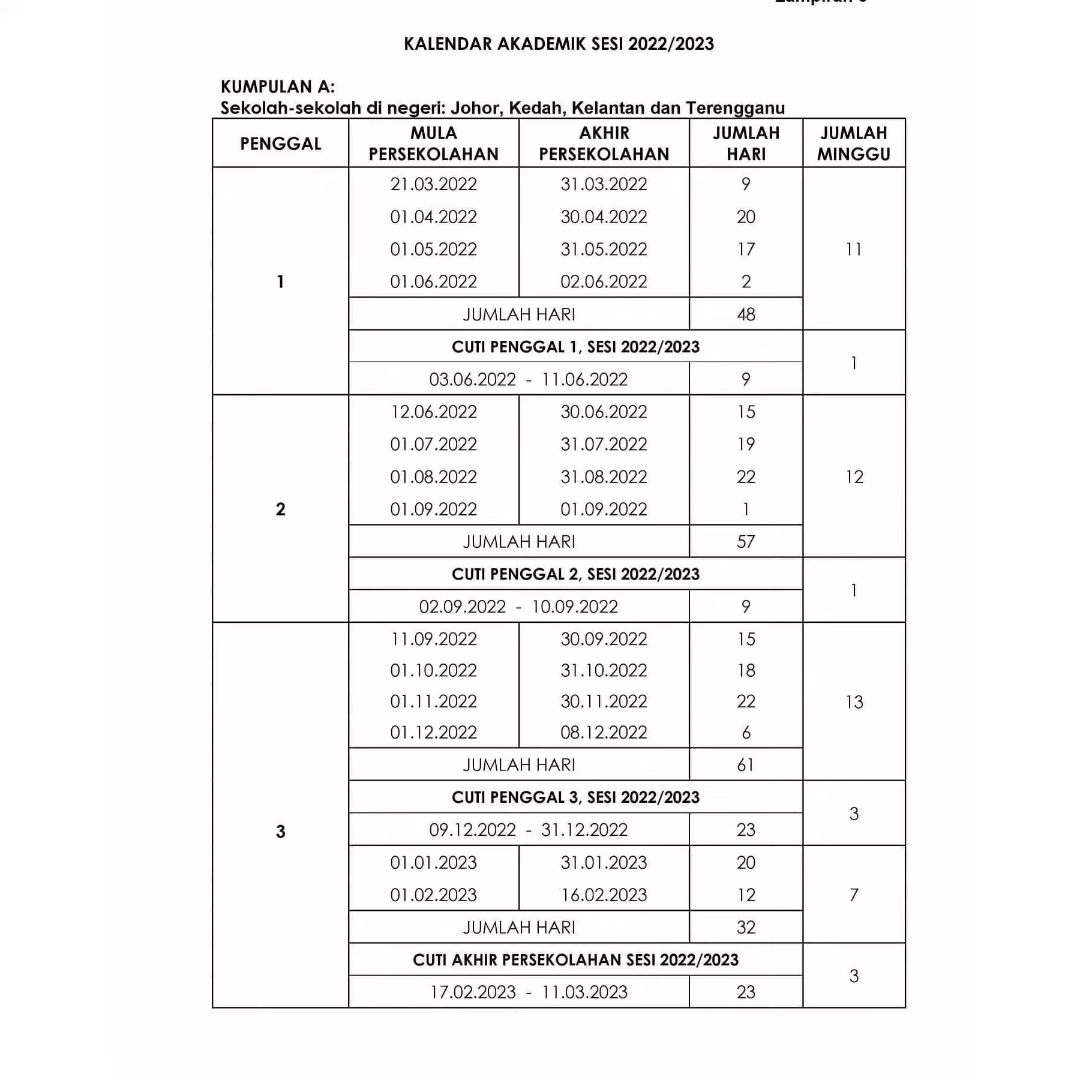 KALENDAR AKADEMIK SESI 2022/2023
KUMPULAN A:
Sekolah-sekolah di negeri: Johor, Kedah, Kelantan dan Terengganu
PENGGAL MULA PERSEKOLAHAN AKHIR PERSEKOLAHAN JUMLAH HARI JUMLAH MINGGU
21.03.2022 31.03.2022 9
01.04.2022 30.04.2022 20
01.05.2022 31.05.2022 17 11
1 01.06.2022 02.06.2022 2
JUMLAH HARI 48
CUTI PENGGAL 1, SESI 2022/2023
1
03.06.2022 - 11.06.2022 9
12.06.2022 30.06.2022 15
01.07.2022 31.07.2022 19
01.08.2022 31.08.2022 22 12
2 01.09.2022 01.09.2022 1
JUMLAH HARI 57
CUTI PENGGAL 2, SESI 2022/2023
1
02.09.2022 - 10.09.2022 9
11.09.2022 30.09.2022 15
01.10.2022 31.10.2022 18
01.11.2022 30.11.2022 22 13
01.12.2022 08.12.2022 6
JUMLAH HARI 61
CUTI PENGGAL 3, SESI 2022/2023
3
3 09.12.2022 - 31.12.2022 23
01.01.2023 31.01.2023 20
01.02.2023 16.02.2023 12 7
JUMLAH HARI 32
CUTI AKHIR PERSEKOLAHAN SESI 2022/2023
3
17.02.2023 - 11.03.2023 23